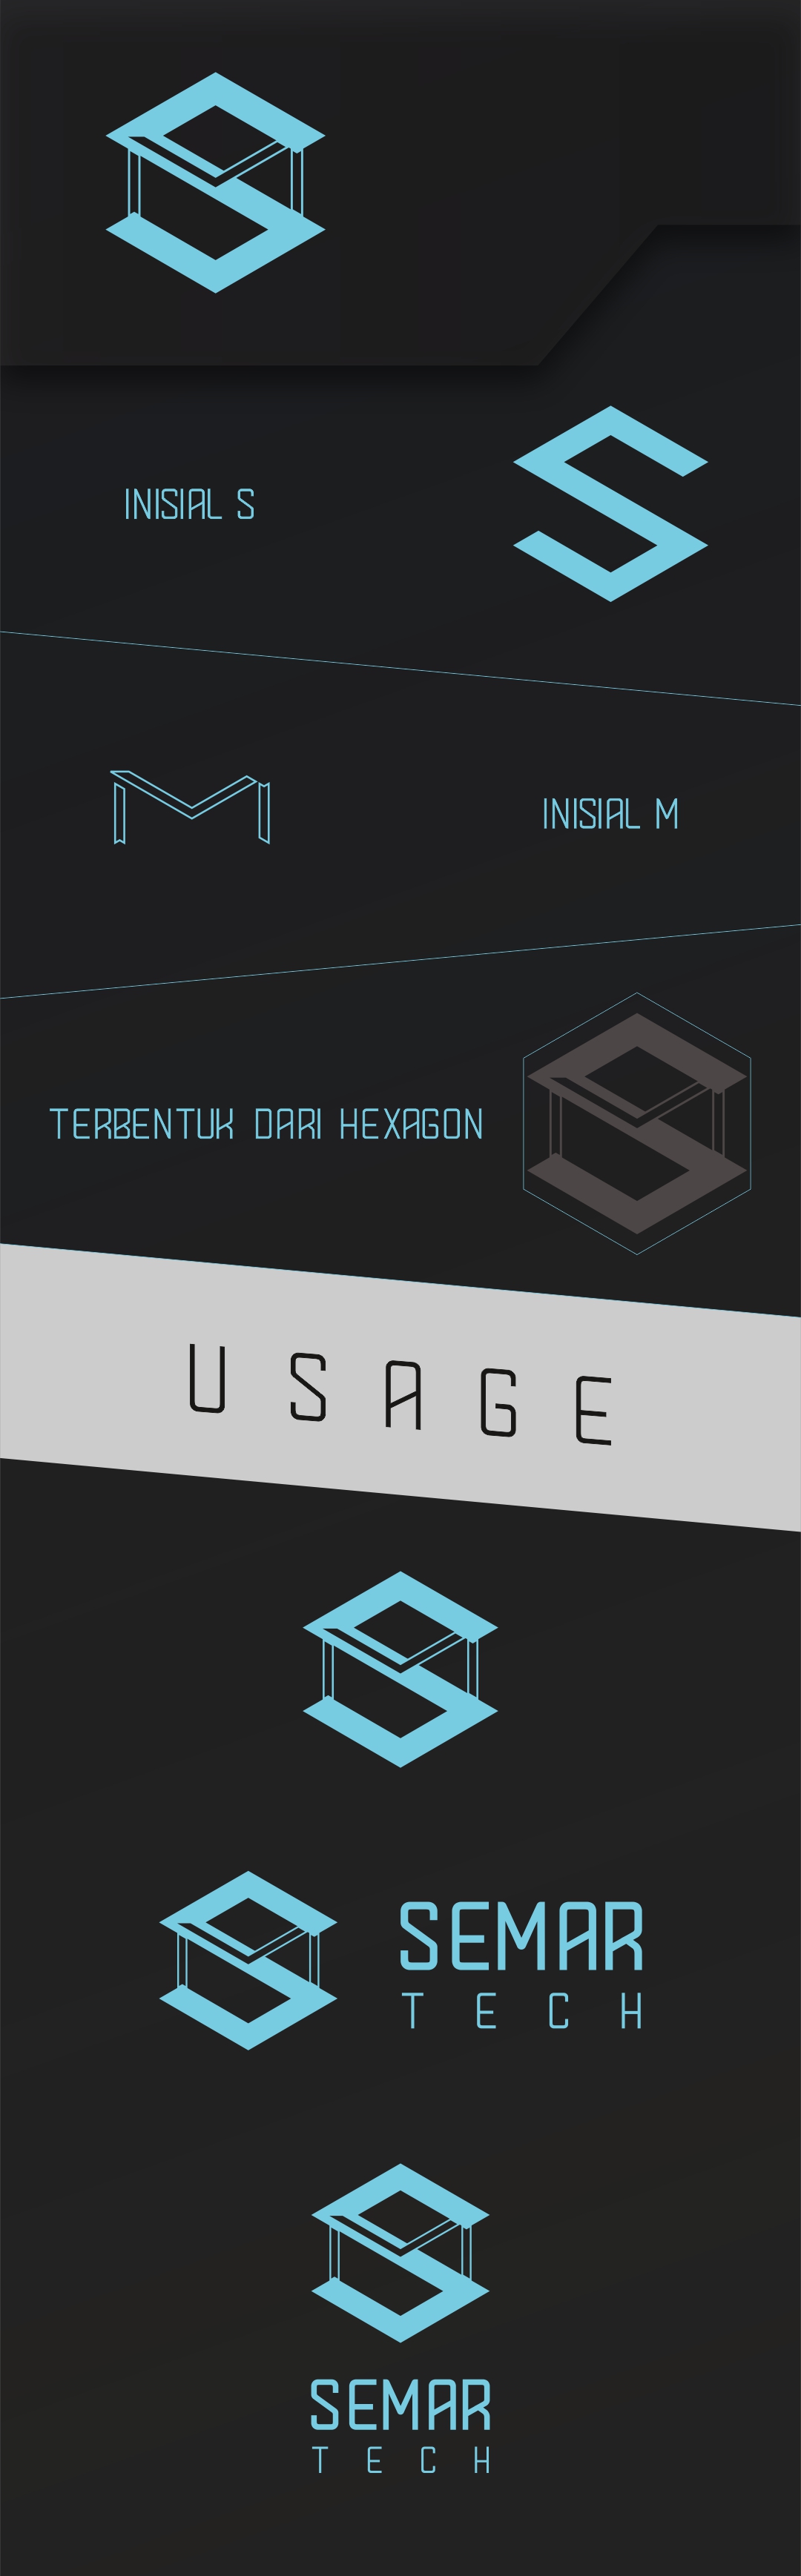 INISIAL S
INISIAL M
TERBENTUK DARI HEXAGON
USAGE
SEMAR
TECH
SEMAR
TECH